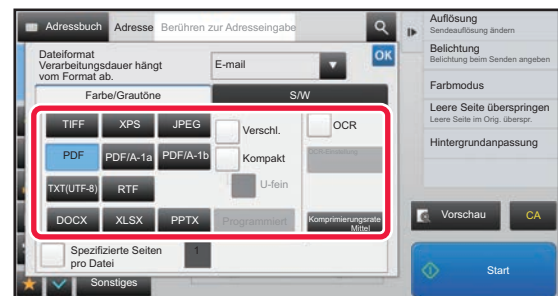 Adressbuch
Adresse
Berühren zur Adresseingabe
Dateiformat
Verarbeitungsdauer hängt
vom Format ab.
E-mail
OK
Farbe/Grautöne
S/W
TIFF
XPS
JPEG
Verschl.
OCR
PDF
PDF/A-1a
PDF/A-1b
Kompakt
U-fein
TXT(UTF-8)
RTF
DOCX
XLSX
PPTX
Programmiert
Komprimierungsrate
Mittel
Spezifizierte Seiten
pro Datei
1
Sonstiges
Auflösung
Sendeauflösung ändern
Belichtung
Belichtung beim Senden angeben
Farbmodus
Leere Seite überspringen
Leere Seite im Orig. überspr.
Hintergrundanpassung
Vorschau
CA
Start